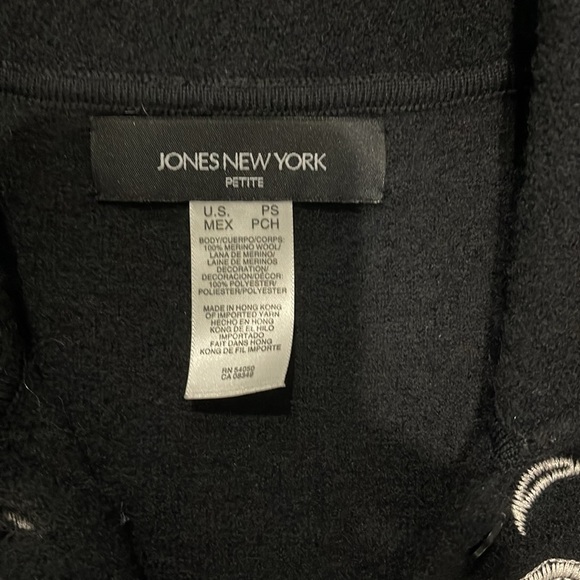 JONES NEW YORK
PETITE
U.S. PS
MEX PCH
BODY/CUERPO/CORPS:
100% MERINO WOOL/
LANA DE MERINO/
LAINE DE MERINOS
DECORATION/
DECORACION/DÉCOR:
100% POLYESTER/
POLIESTER/POLYESTER
MADE IN HONG KONG
OF IMPORTED YARN
HECHO EN HONG
KONG DE EL HILO
IMPORTADO
FAIT DANS HONG
KONG DE FIL IMPORTE
RN 54050
CA 08346